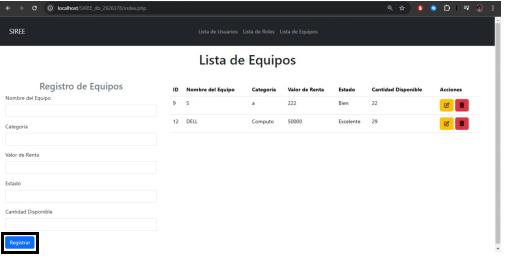 localhost/SIREE_db_2926378/index.php
SIREE
Lista de Usuarios Lista de Roles Lista de Equipos
Lista de Equipos
Registro de Equipos
Nombre del Equipo
Categoría
Valor de Renta
Estado
Cantidad Disponible
Registrar
ID Nombre del Equipo Categoría Valor de Renta Estado Cantidad Disponible Acciones
9 S a 222 Bien 22
12 DELL Computo 50000 Excelente 29